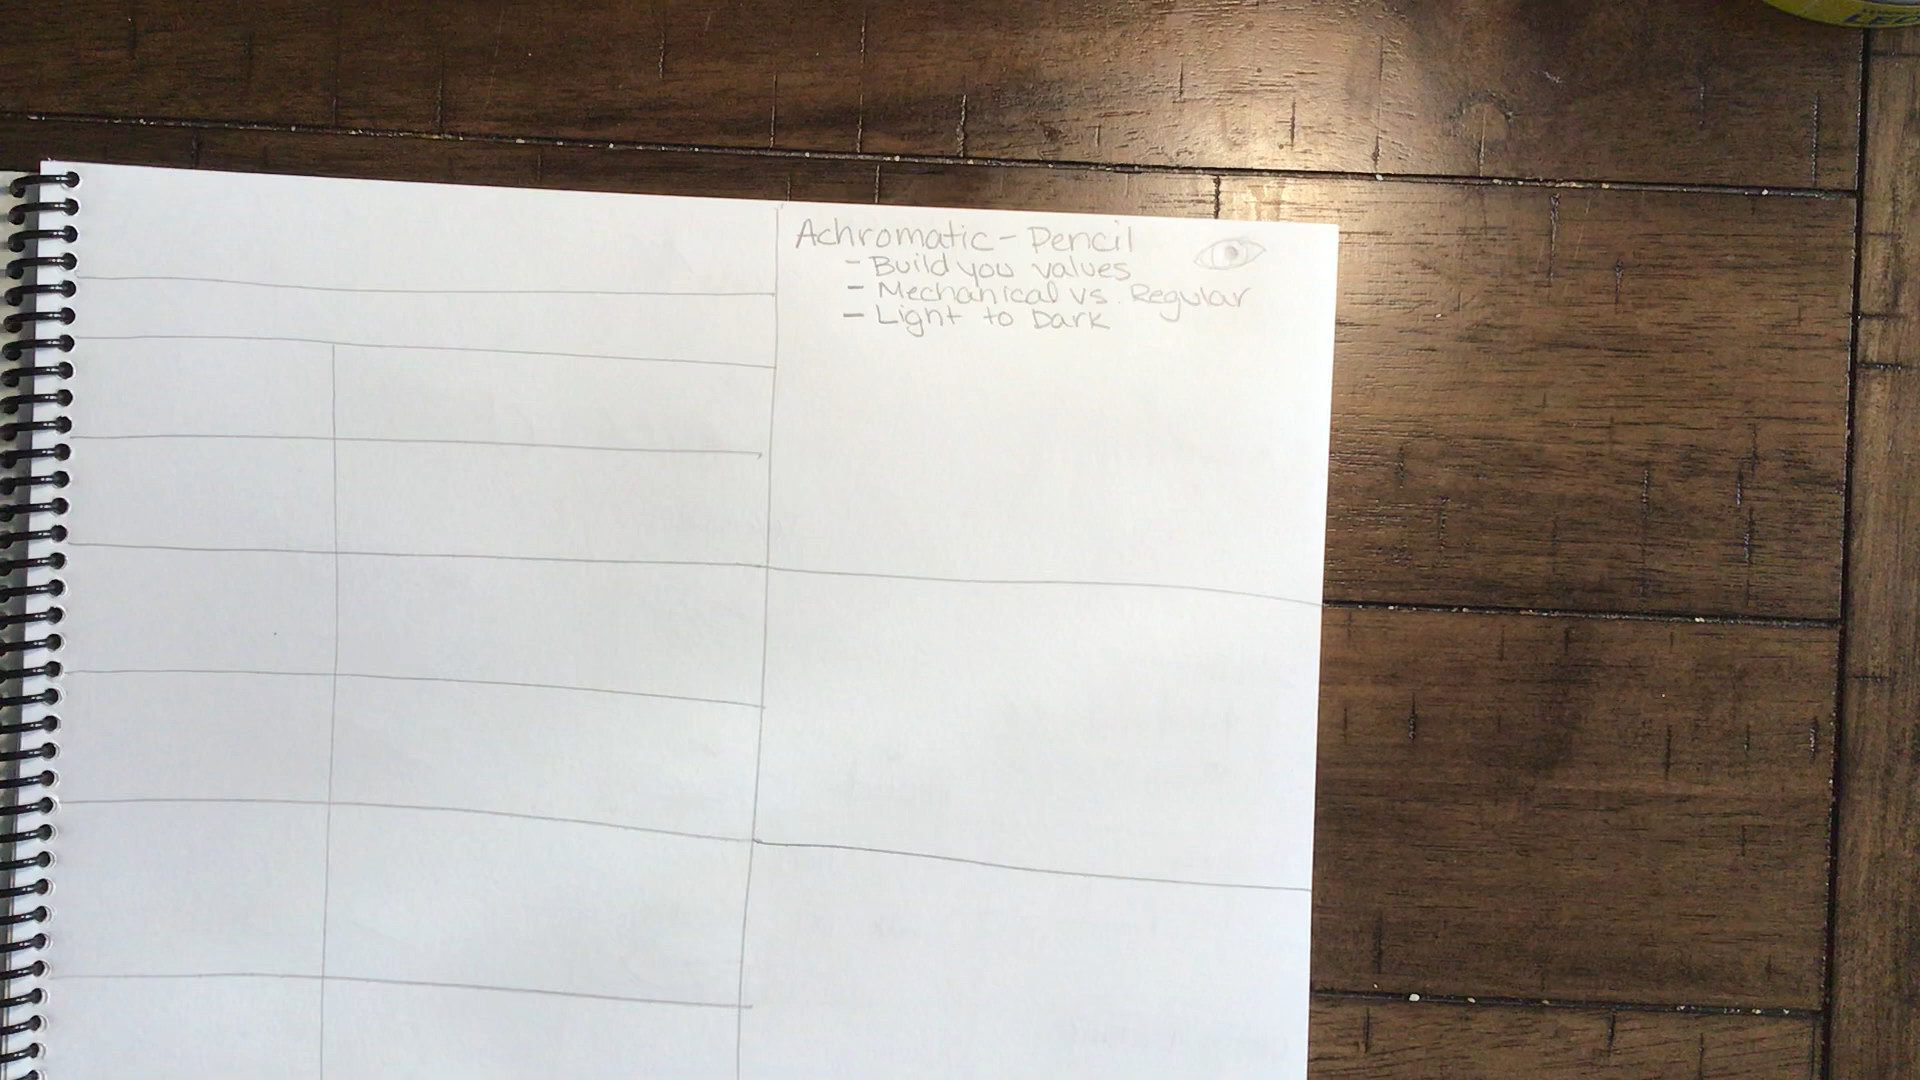 Achromatic - Pencil
- Build you values
- Mechanical vs. Regular
- Light to Dark